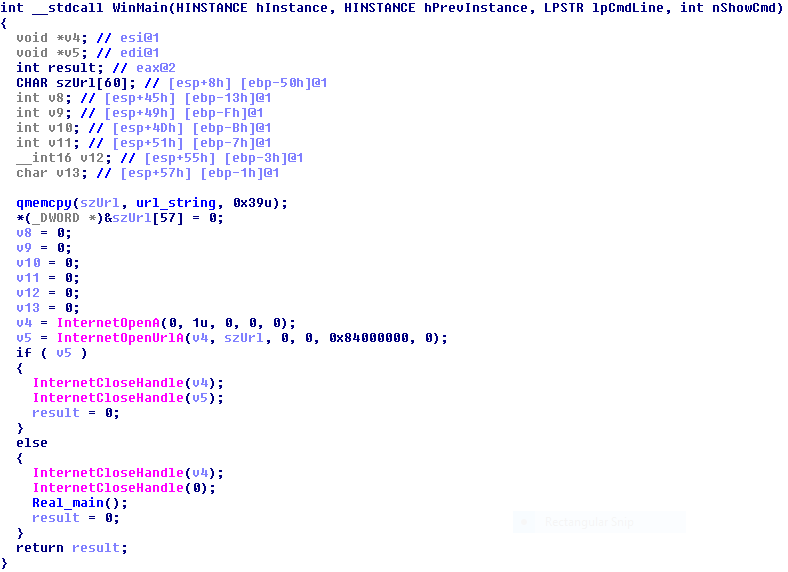 int __stdcall WinMain(HINSTANCE hInstance, HINSTANCE hPrevInstance, LPSTR lpCmdLine, int nShowCmd)
{
void *v4; // esi@1
void *v5; // edi@1
int result; // eax@2
CHAR szUrl[60]; // [esp+8h] [ebp-50h]@1
int v8; // [esp+45h] [ebp-13h]@1
int v9; // [esp+49h] [ebp-Fh]@1
int v10; // [esp+4Dh] [ebp-Bh]@1
int v11; // [esp+51h] [ebp-7h]@1
__int16 v12; // [esp+55h] [ebp-3h]@1
char v13; // [esp+57h] [ebp-1h]@1
qmemcpy(szUrl, url_string, 0x39u);
*(_DWORD *)&szUrl[57] = 0;
v8 = 0;
v9 = 0;
v10 = 0;
v11 = 0;
v12 = 0;
v13 = 0;
v4 = InternetOpenA(0, 1u, 0, 0, 0);
v5 = InternetOpenUrlA(v4, szUrl, 0, 0, 0x84000000, 0);
if ( v5 )
{
InternetCloseHandle(v4);
InternetCloseHandle(v5);
result = 0;
}
else
{
InternetCloseHandle(v4);
InternetCloseHandle(0);
Real_main();
result = 0;
}
return result;
}
Rectangular Snip